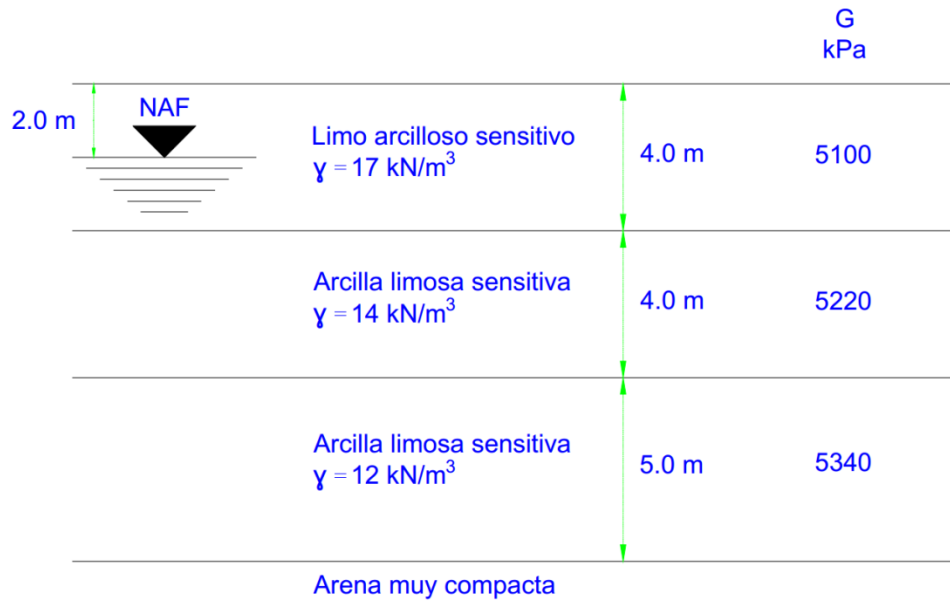 G
kPa
2.0 m
NAF
Limo arcilloso sensitivo
γ = 17 kN/m³
4.0 m
5100
Arcilla limosa sensitiva
γ = 14 kN/m³
4.0 m
5220
Arcilla limosa sensitiva
γ = 12 kN/m³
5.0 m
5340
Arena muy compacta